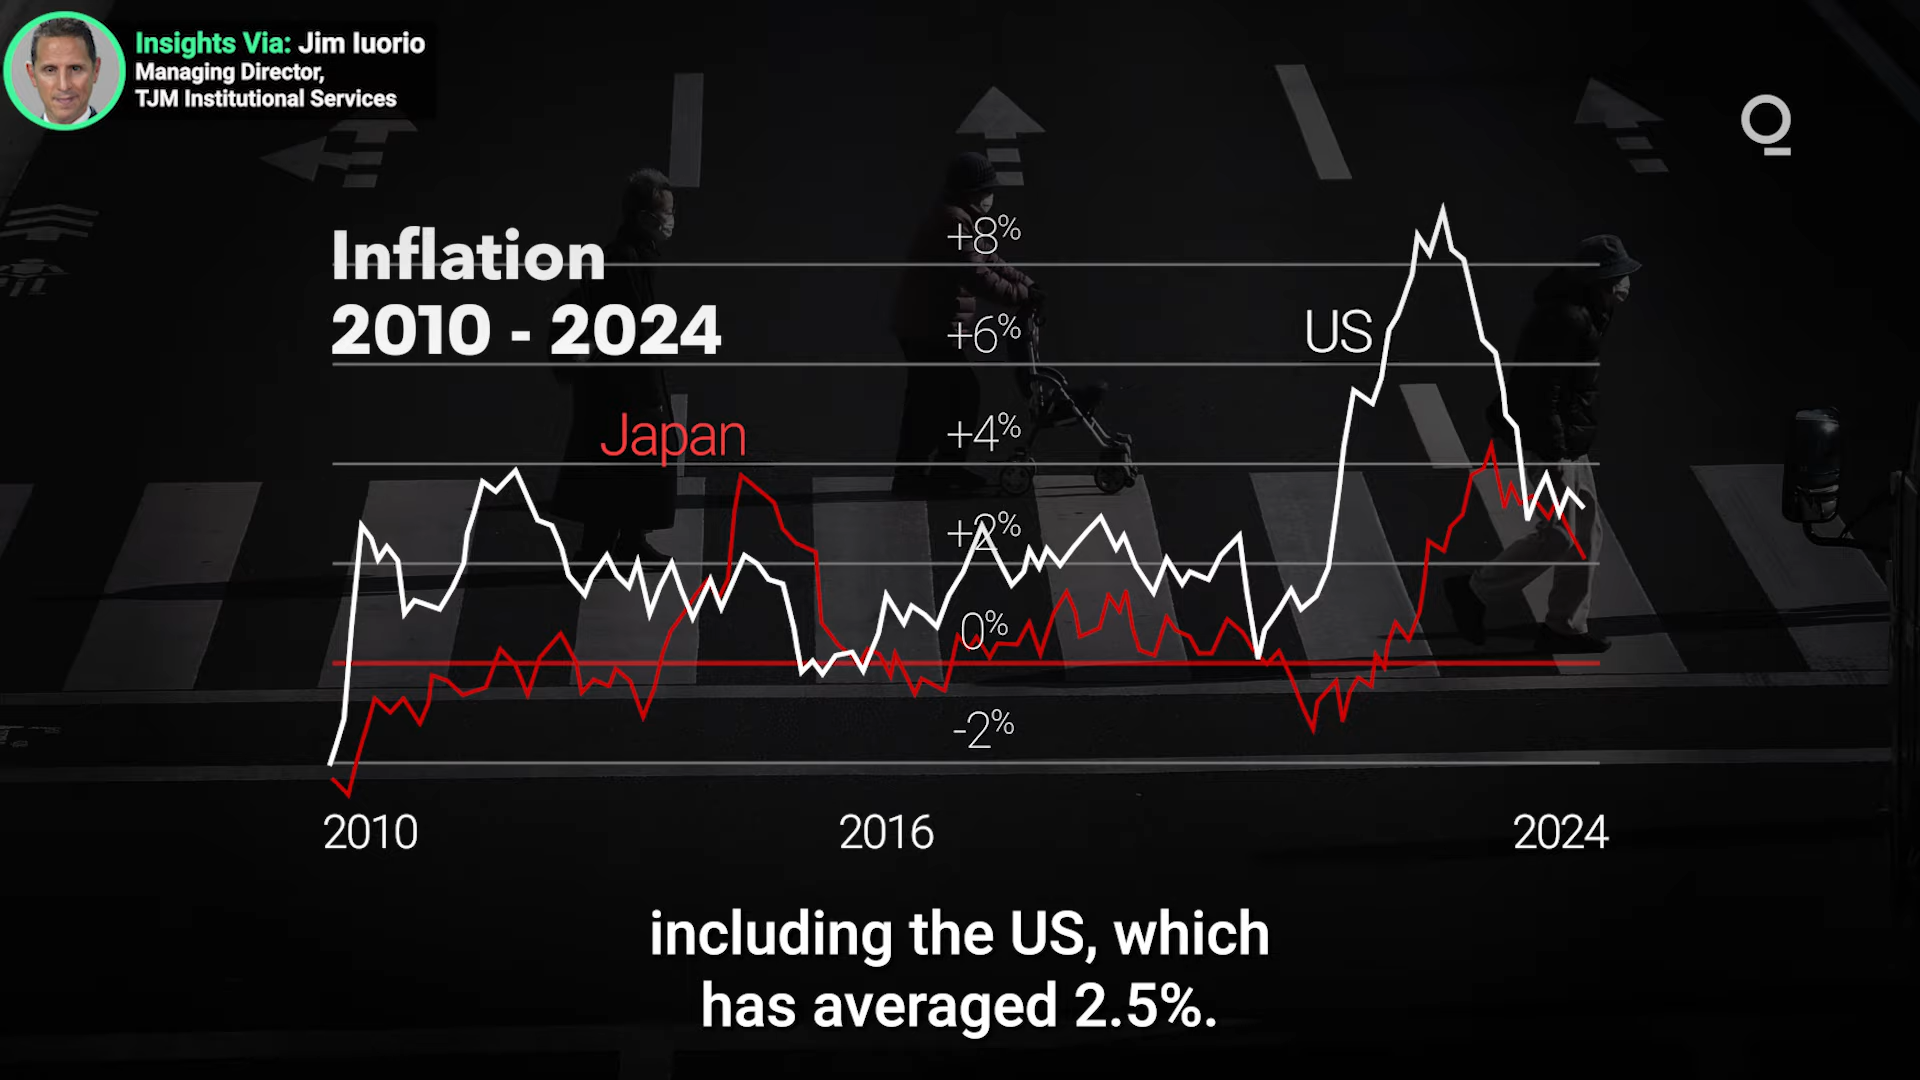 Insights Via: Jim Iuorio
Managing Director,
TJM Institutional Services
Inflation
2010 - 2024
+8%
+6%
US
Japan
+4%
+2%
0%
-2%
2010 2016 2024
including the US, which
has averaged 2.5%.